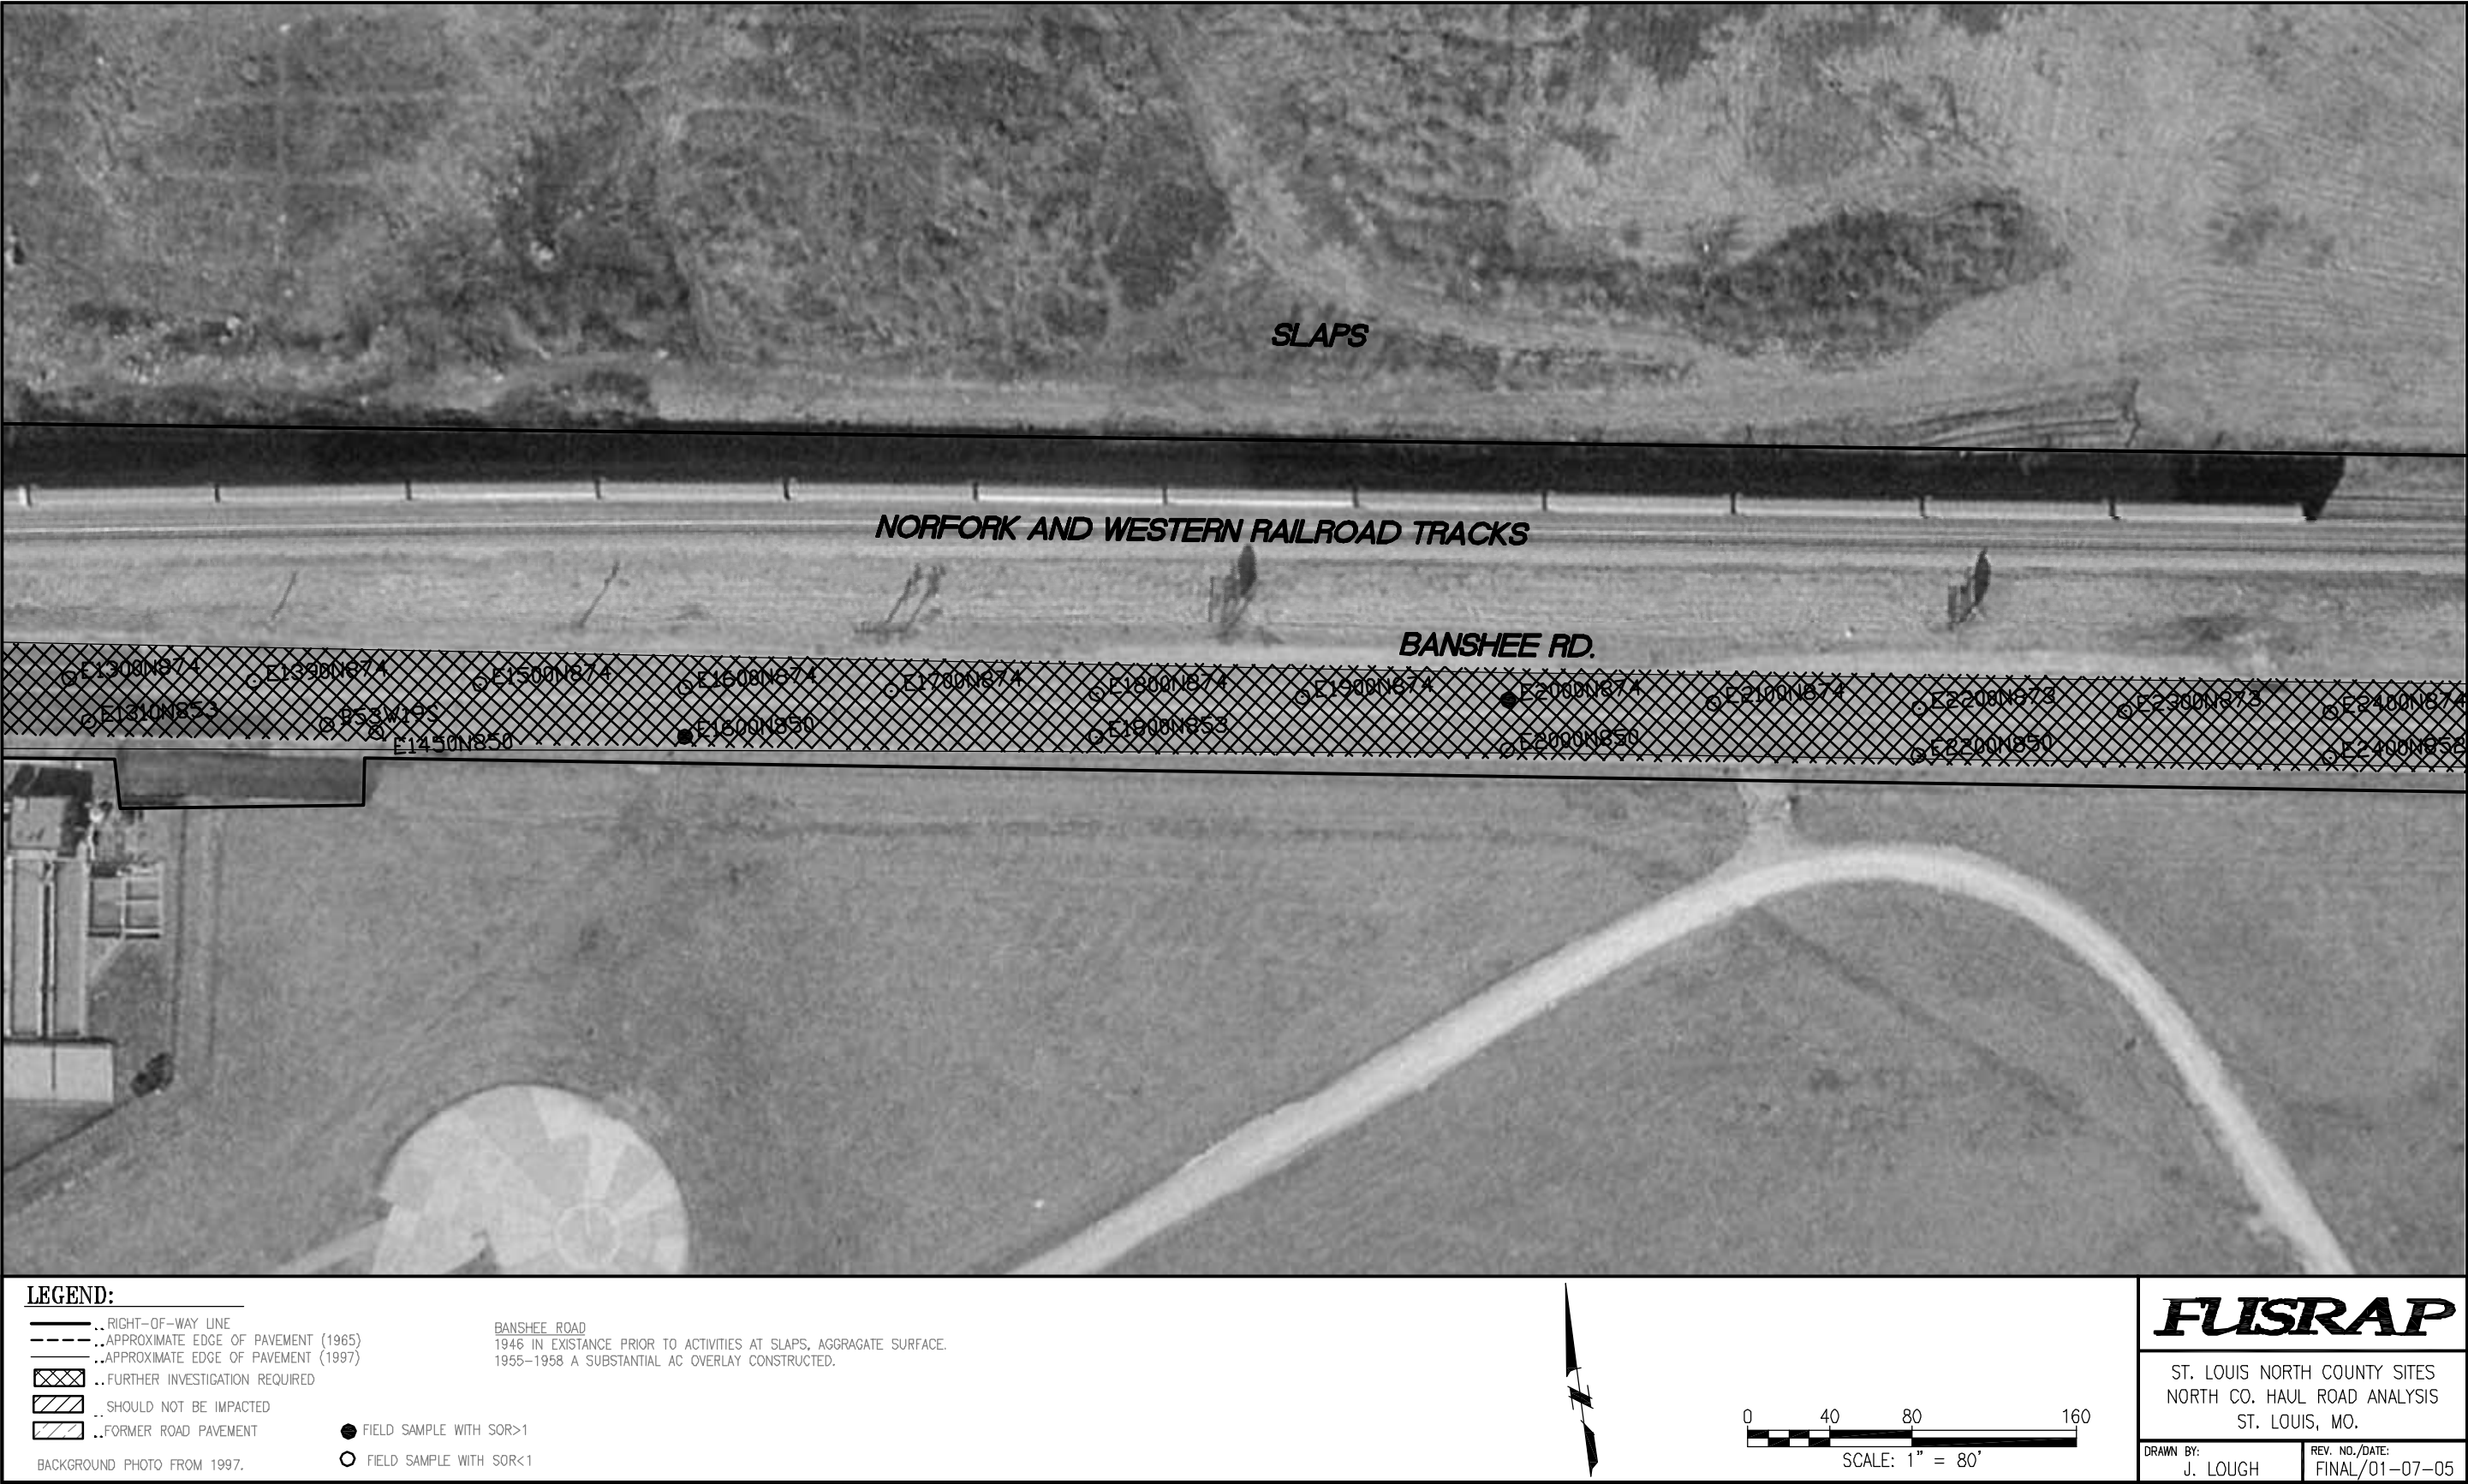 SLAPS
NORFORK AND WESTERN RAILROAD TRACKS
BANSHEE RD.
E1300N874 E1390N874 E1500N874 E1600N874 E1700N874 E1800N874 E1900N874 E2000N874 E2100N874 E2200N873 E2300N873 E2400N874
E1310N853 B53W19S E1450N850 E1600N850 E1800N853 E2000N850 E2200N850 E2400N852
LEGEND:
RIGHT-OF-WAY LINE
APPROXIMATE EDGE OF PAVEMENT (1965)
APPROXIMATE EDGE OF PAVEMENT (1997)
FURTHER INVESTIGATION REQUIRED
SHOULD NOT BE IMPACTED
FORMER ROAD PAVEMENT
BACKGROUND PHOTO FROM 1997.
FIELD SAMPLE WITH SOR>1
FIELD SAMPLE WITH SOR<1
BANSHEE ROAD
1946 IN EXISTANCE PRIOR TO ACTIVITIES AT SLAPS, AGGRAGATE SURFACE.
1955-1958 A SUBSTANTIAL AC OVERLAY CONSTRUCTED.
0 40 80 160
SCALE: 1" = 80'
FUSRAP
ST. LOUIS NORTH COUNTY SITES
NORTH CO. HAUL ROAD ANALYSIS
ST. LOUIS, MO.
DRAWN BY:
J. LOUGH
REV. NO./DATE:
FINAL/01-07-05